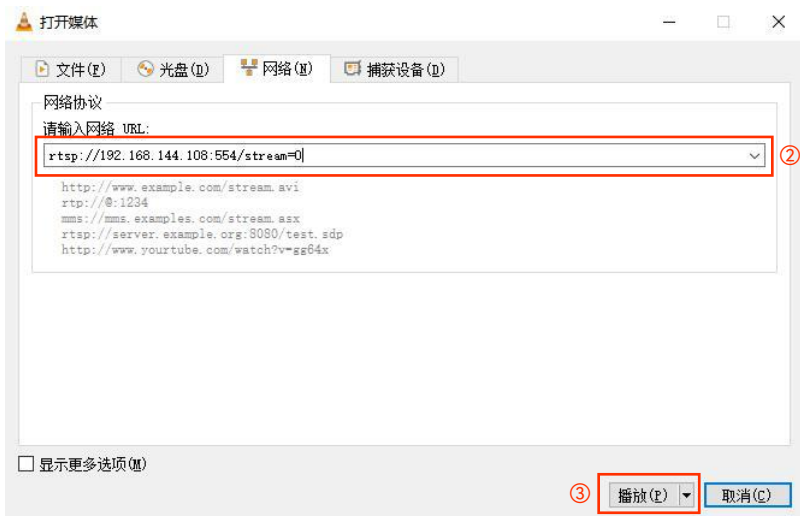 打开媒体
文件(F) 光盘(D) 网络(N) 捕获设备(D)
网络协议
请输入网络 URL:
rtsp://192.168.144.108:554/stream=0
②
http://www.example.com/stream.avi
rtp://@:1234
mms://mms.examples.com/stream.asx
rtsp://server.example.org:8080/test.sdp
http://www.yourtube.com/watch?v=gg64x
显示更多选项(M)
③ 播放(P) 取消(C)